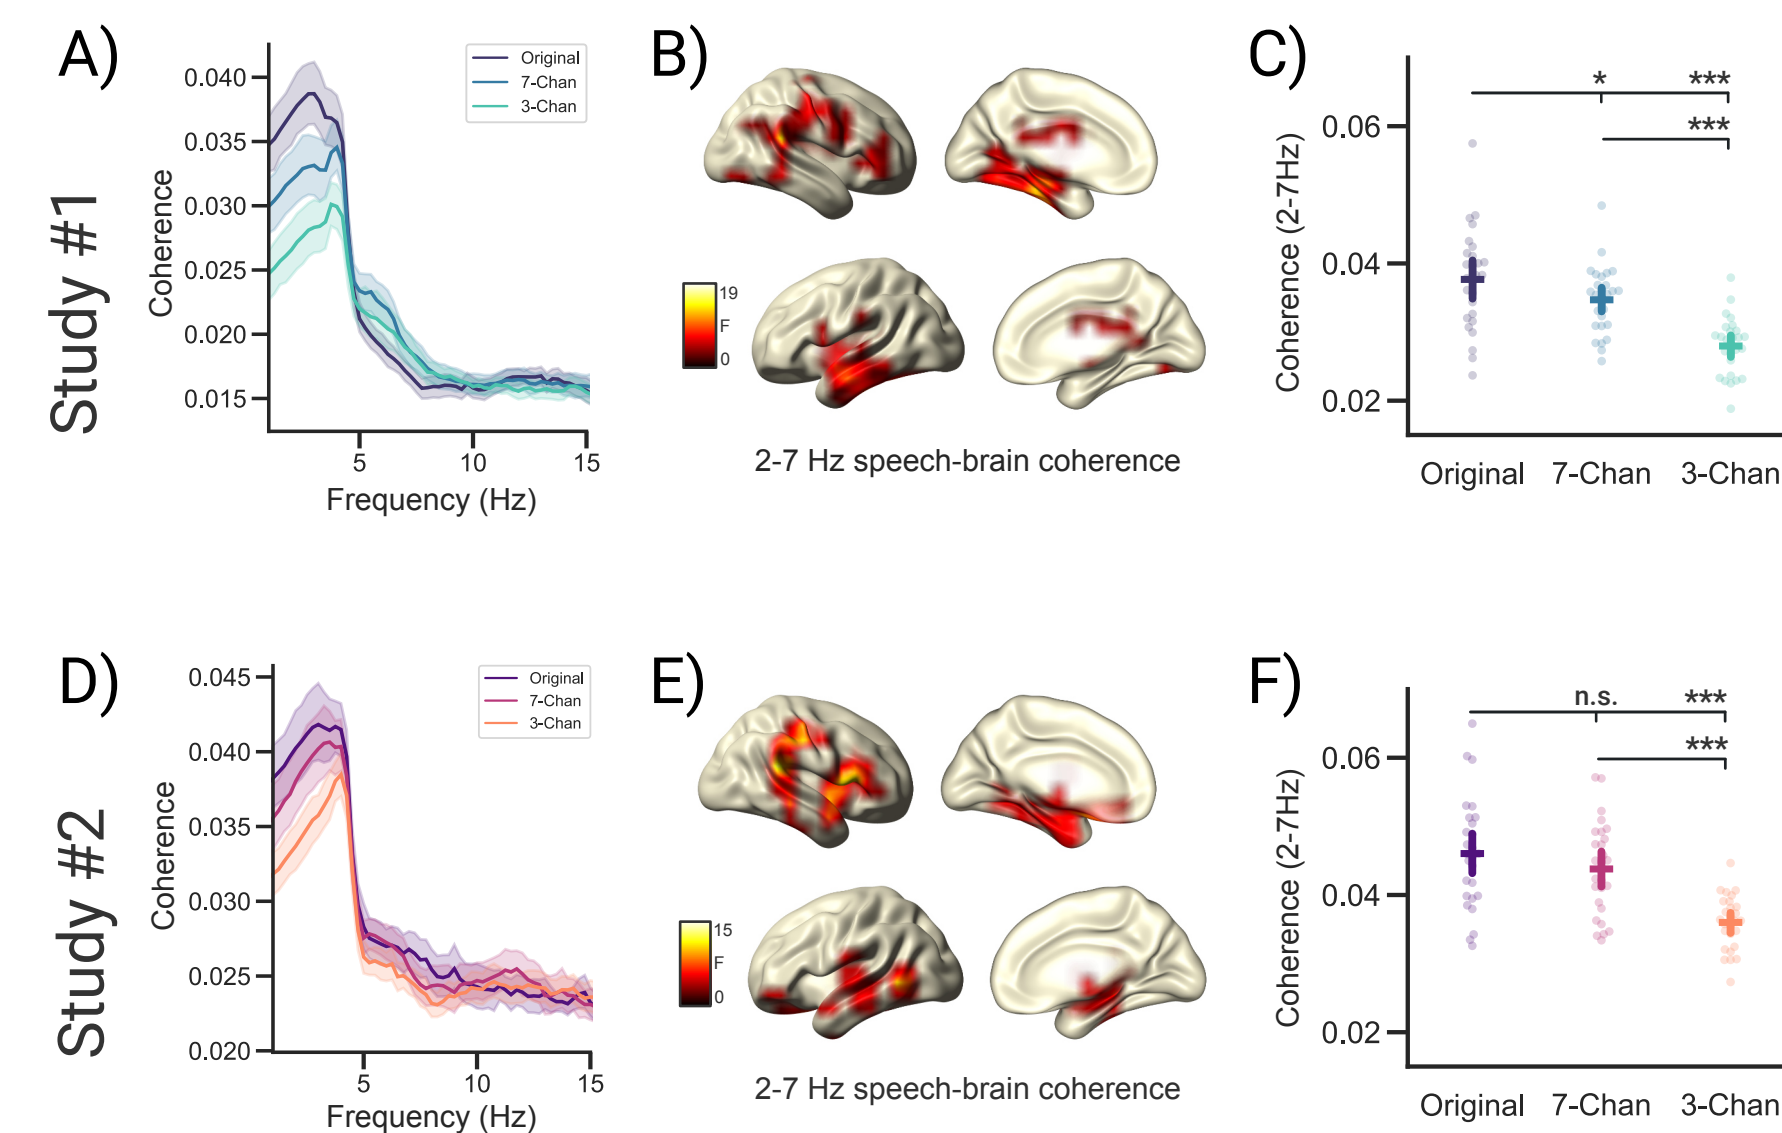 A)
B)
C)
Study #1
Coherence
0.040
0.035
0.030
0.025
0.020
0.015
Original
7-Chan
3-Chan
5
10
15
Frequency (Hz)
19
F
0
2-7 Hz speech-brain coherence
Coherence (2-7Hz)
0.06
0.04
0.02
*
***
***
Original
7-Chan
3-Chan
D)
E)
F)
Study #2
Coherence
0.045
0.040
0.035
0.030
0.025
0.020
Original
7-Chan
3-Chan
5
10
15
Frequency (Hz)
15
F
0
2-7 Hz speech-brain coherence
Coherence (2-7Hz)
0.06
0.04
0.02
n.s.
***
***
Original
7-Chan
3-Chan